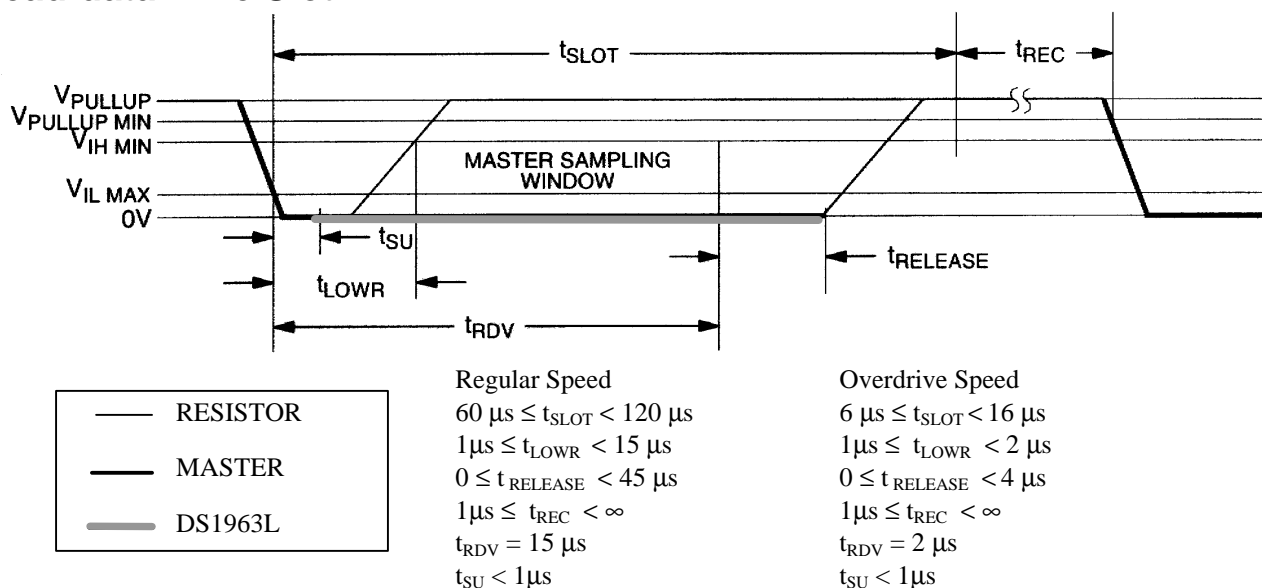 tSLOT
tREC
VPULLUP
VPULLUP MIN
VIH MIN
MASTER SAMPLING
WINDOW
VIL MAX
0V
tSU
tRELEASE
tLOWR
tRDV
RESISTOR
MASTER
DS1963L
Regular Speed
60 µs ≤ tSLOT < 120 µs
1µs ≤ tLOWR < 15 µs
0 ≤ t RELEASE < 45 µs
1µs ≤ tREC < ∞
tRDV = 15 µs
tSU < 1µs
Overdrive Speed
6 µs ≤ tSLOT < 16 µs
1µs ≤ tLOWR < 2 µs
0 ≤ t RELEASE < 4 µs
1µs ≤ tREC < ∞
tRDV = 2 µs
tSU < 1µs